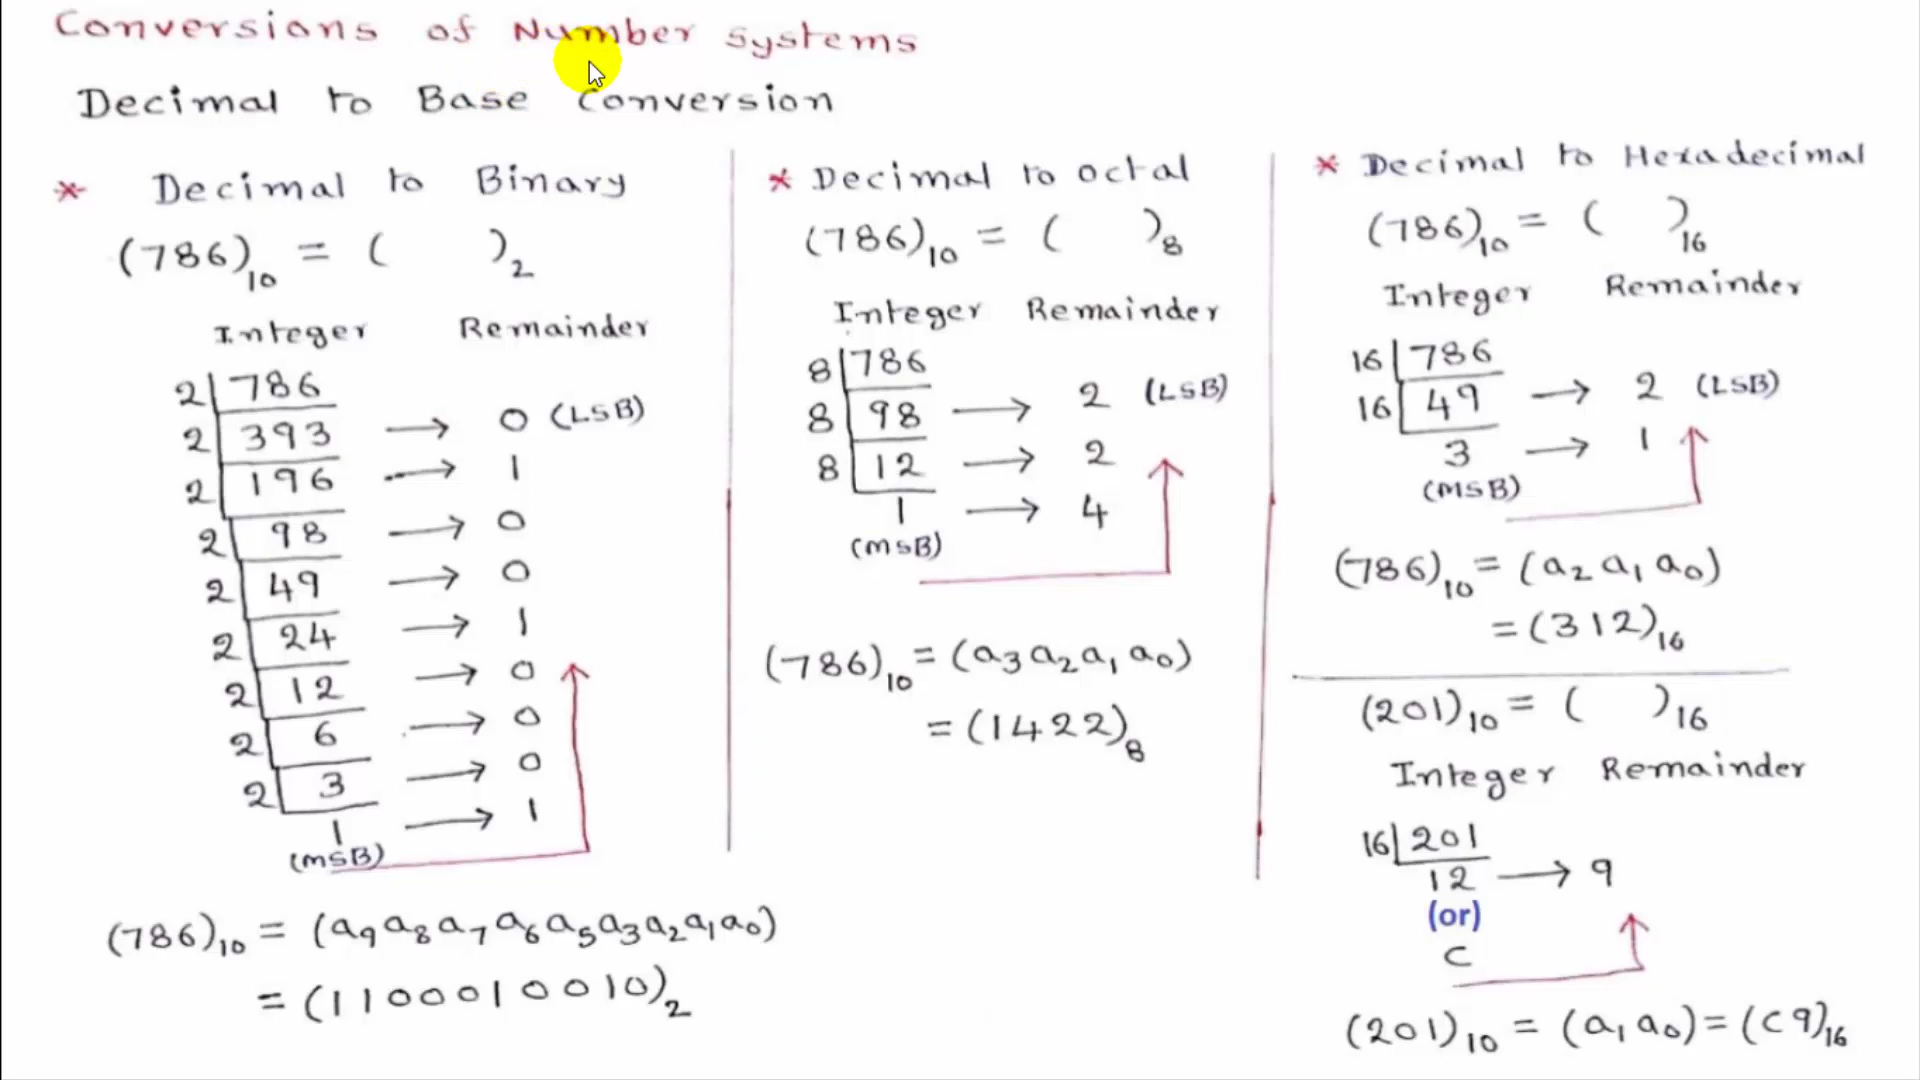 Conversions of Number systems
Decimal to Base Conversion
* Decimal to Binary
(786)₁₀ = ( )₂
Integer Remainder
2 786
2 393 → 0 (LSB)
2 196 → 1
2 98 → 0
2 49 → 0
2 24 → 1
2 12 → 0
2 6 → 0
2 3 → 0
1 → 1
(MSB)
(786)₁₀ = (a₉a₈a₇a₆a₅a₃a₂a₁a₀)
= (1100010010)₂
* Decimal to Octal
(786)₁₀ = ( )₈
Integer Remainder
8 786
8 98 → 2 (LSB)
8 12 → 2
1 → 4
(MSB)
(786)₁₀ = (a₃a₂a₁a₀)
= (1422)₈
* Decimal to Hexadecimal
(786)₁₀ = ( )₁₆
Integer Remainder
16 786
16 49 → 2 (LSB)
3 → 1
(MSB)
(786)₁₀ = (a₂a₁a₀)
= (312)₁₆
(201)₁₀ = ( )₁₆
Integer Remainder
16 201
12 → 9
(or)
C
(201)₁₀ = (a₁a₀) = (C9)₁₆